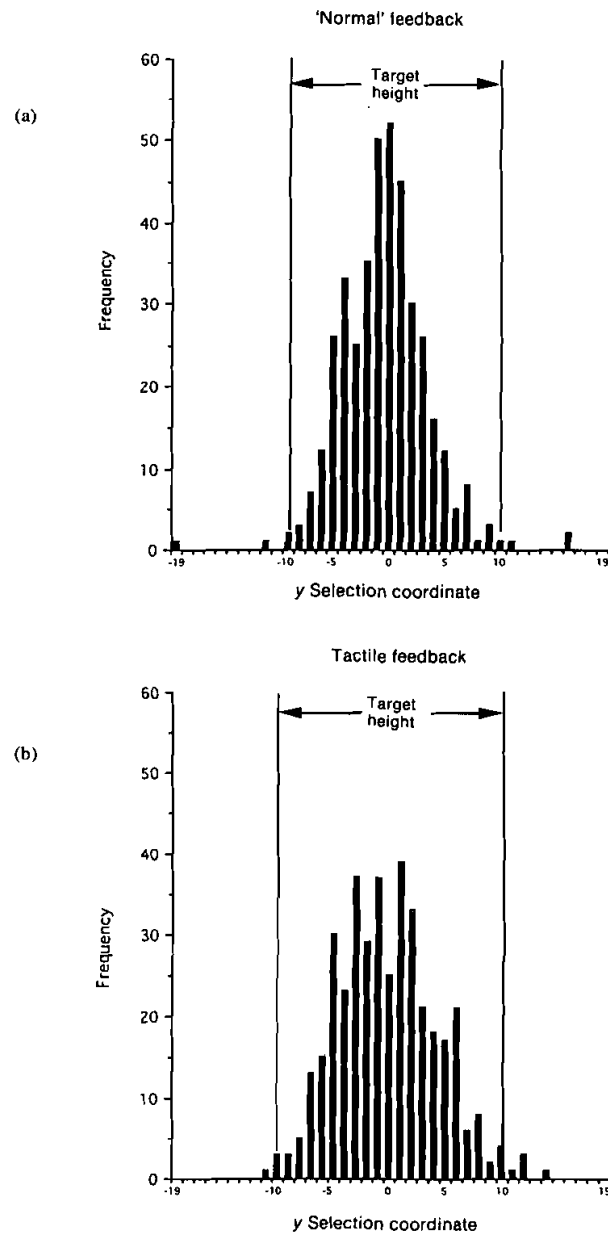 'Normal' feedback
(a)
60
50
40
30
20
10
0
Frequency
Target
height
-19 -10 -5 0 5 10 19
y Selection coordinate
Tactile feedback
(b)
60
50
40
30
20
10
0
Frequency
Target
height
-19 -10 -5 0 5 10 19
y Selection coordinate